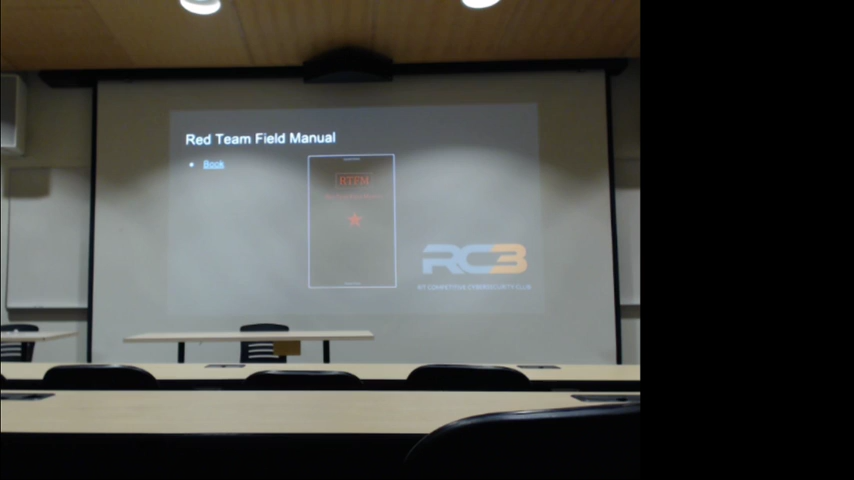 Red Team Field Manual
• Book
RTFM
RC3
RIT COMPETITIVE CYBERSECURITY CLUB